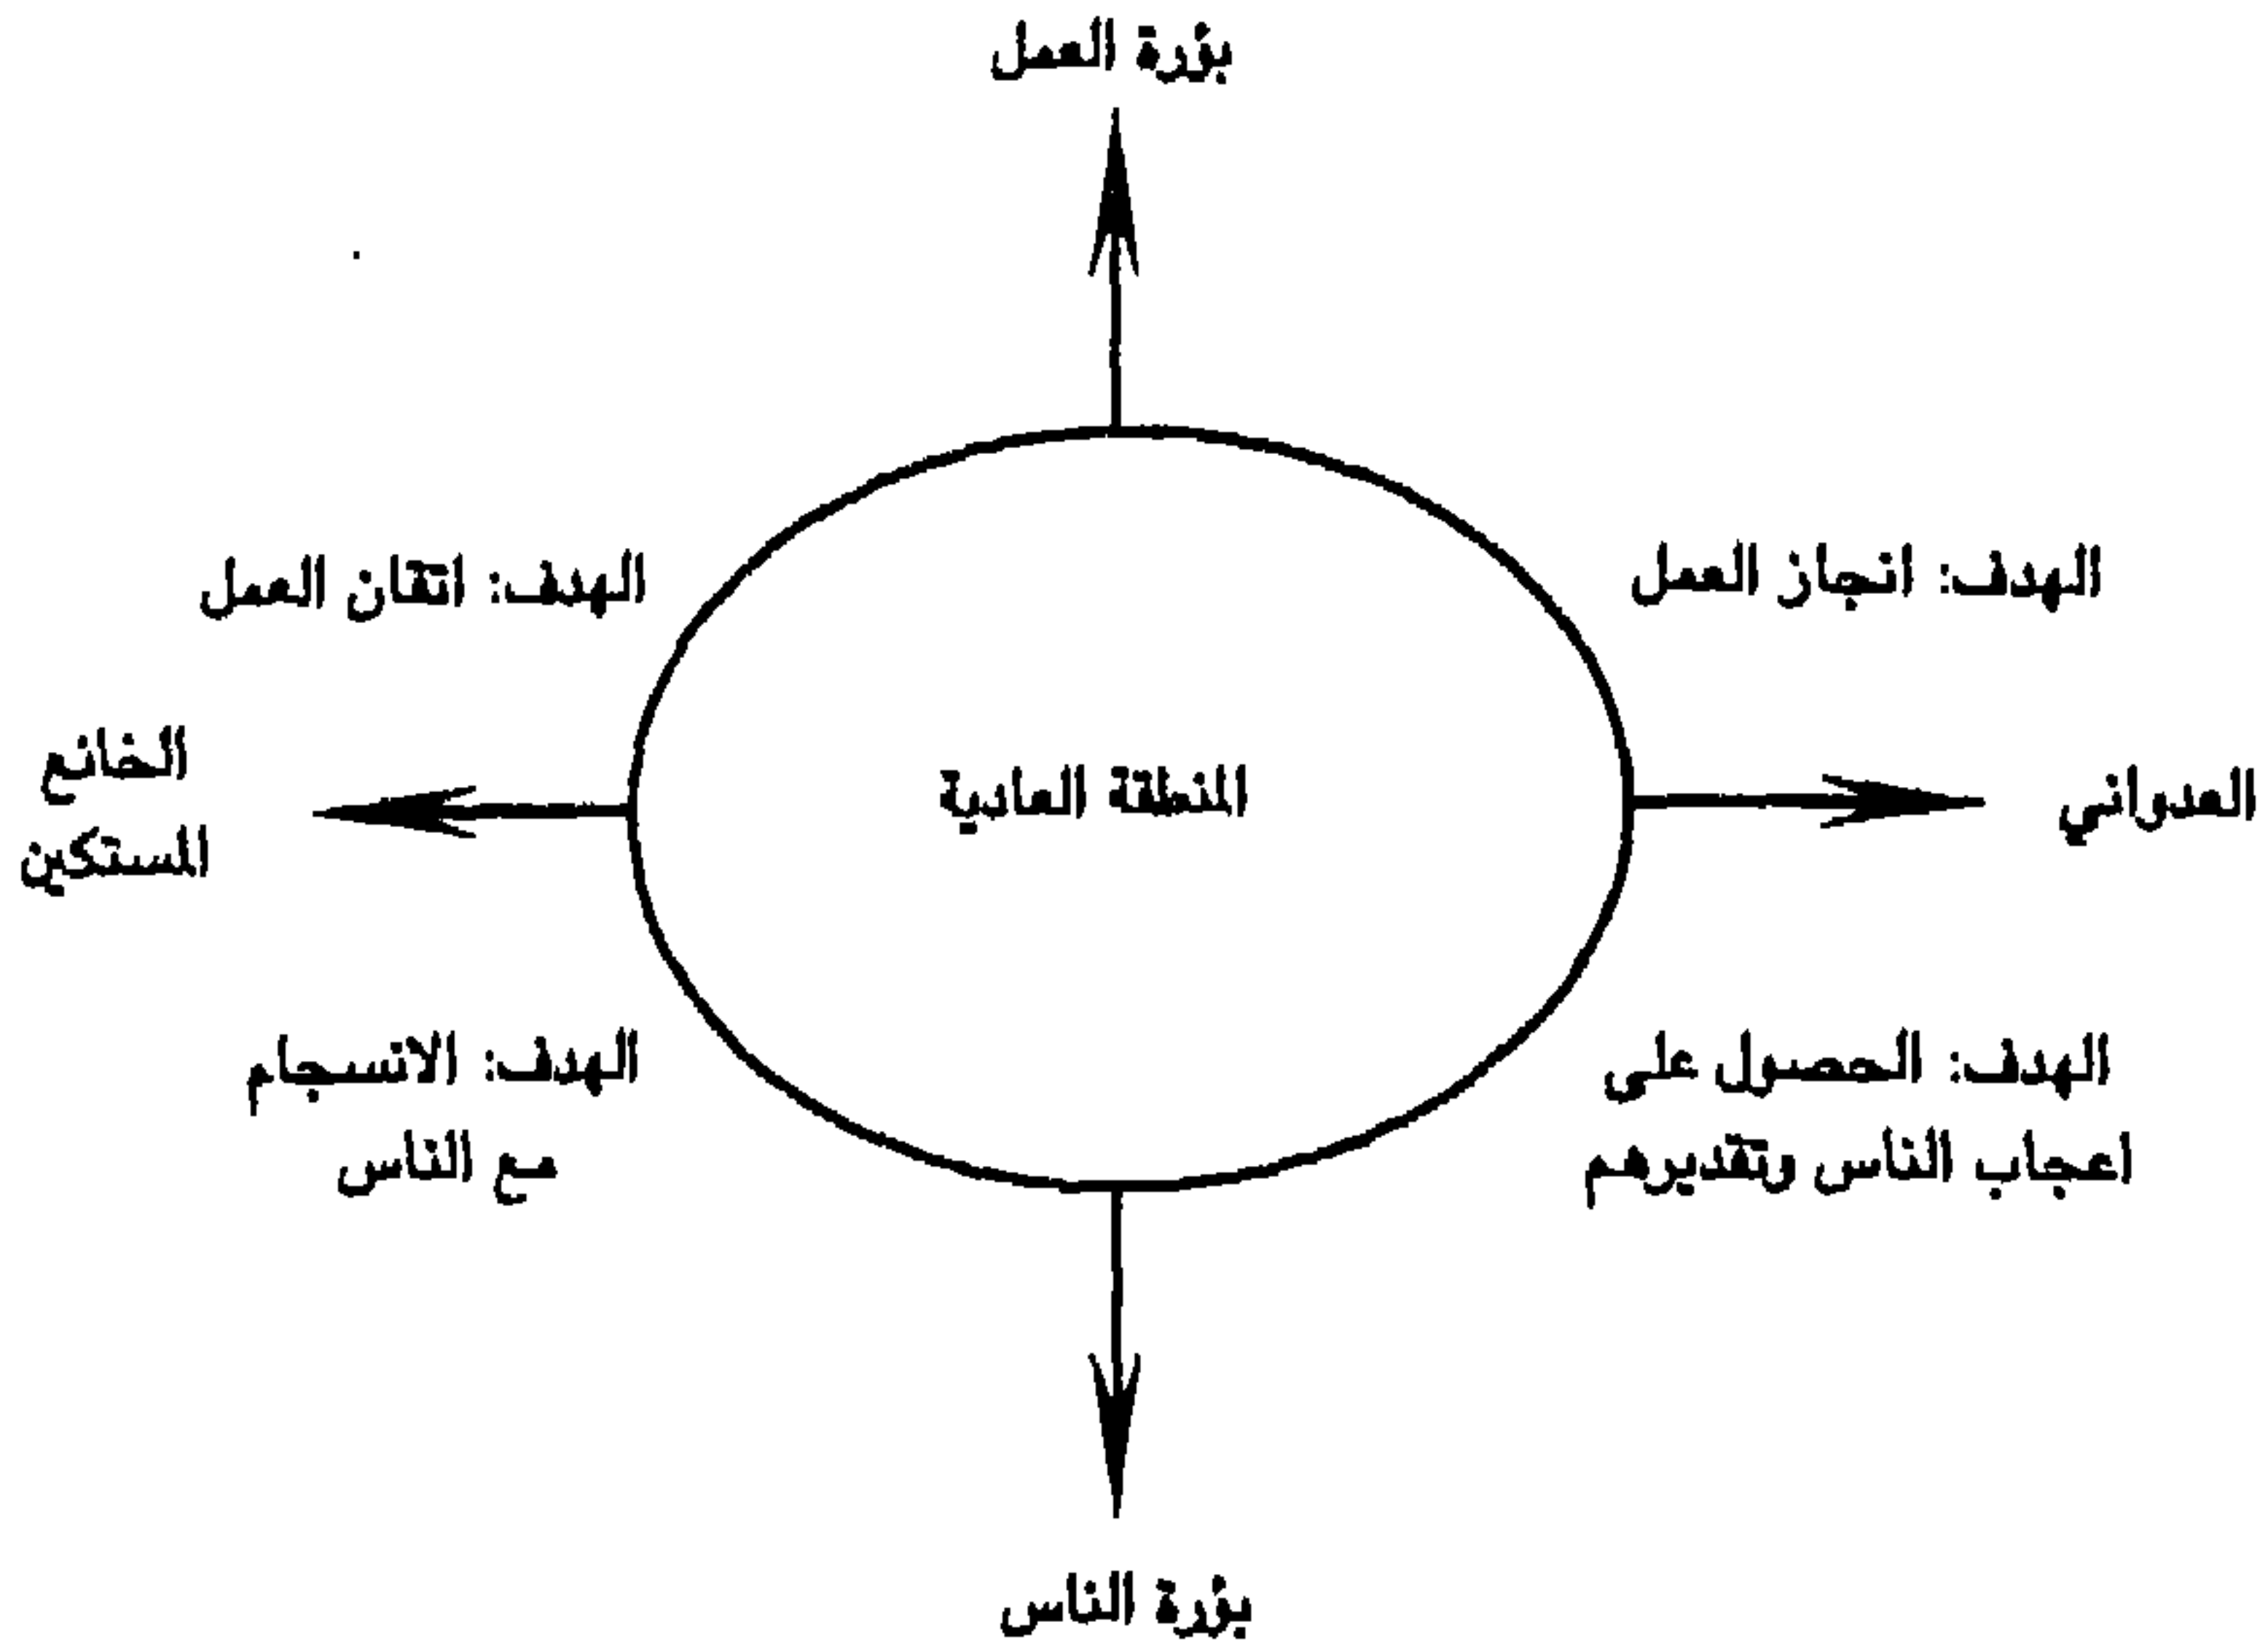 بؤرة العمل
الهدف: انجاز العمل
الهدف: اتقان العمل
العدواني
المنطقة العادية
الخانع
المستكين
الهدف: الحصول على
اعجاب الناس وتقديرهم
الهدف: الانسجام
مع الناس
بؤرة الناس